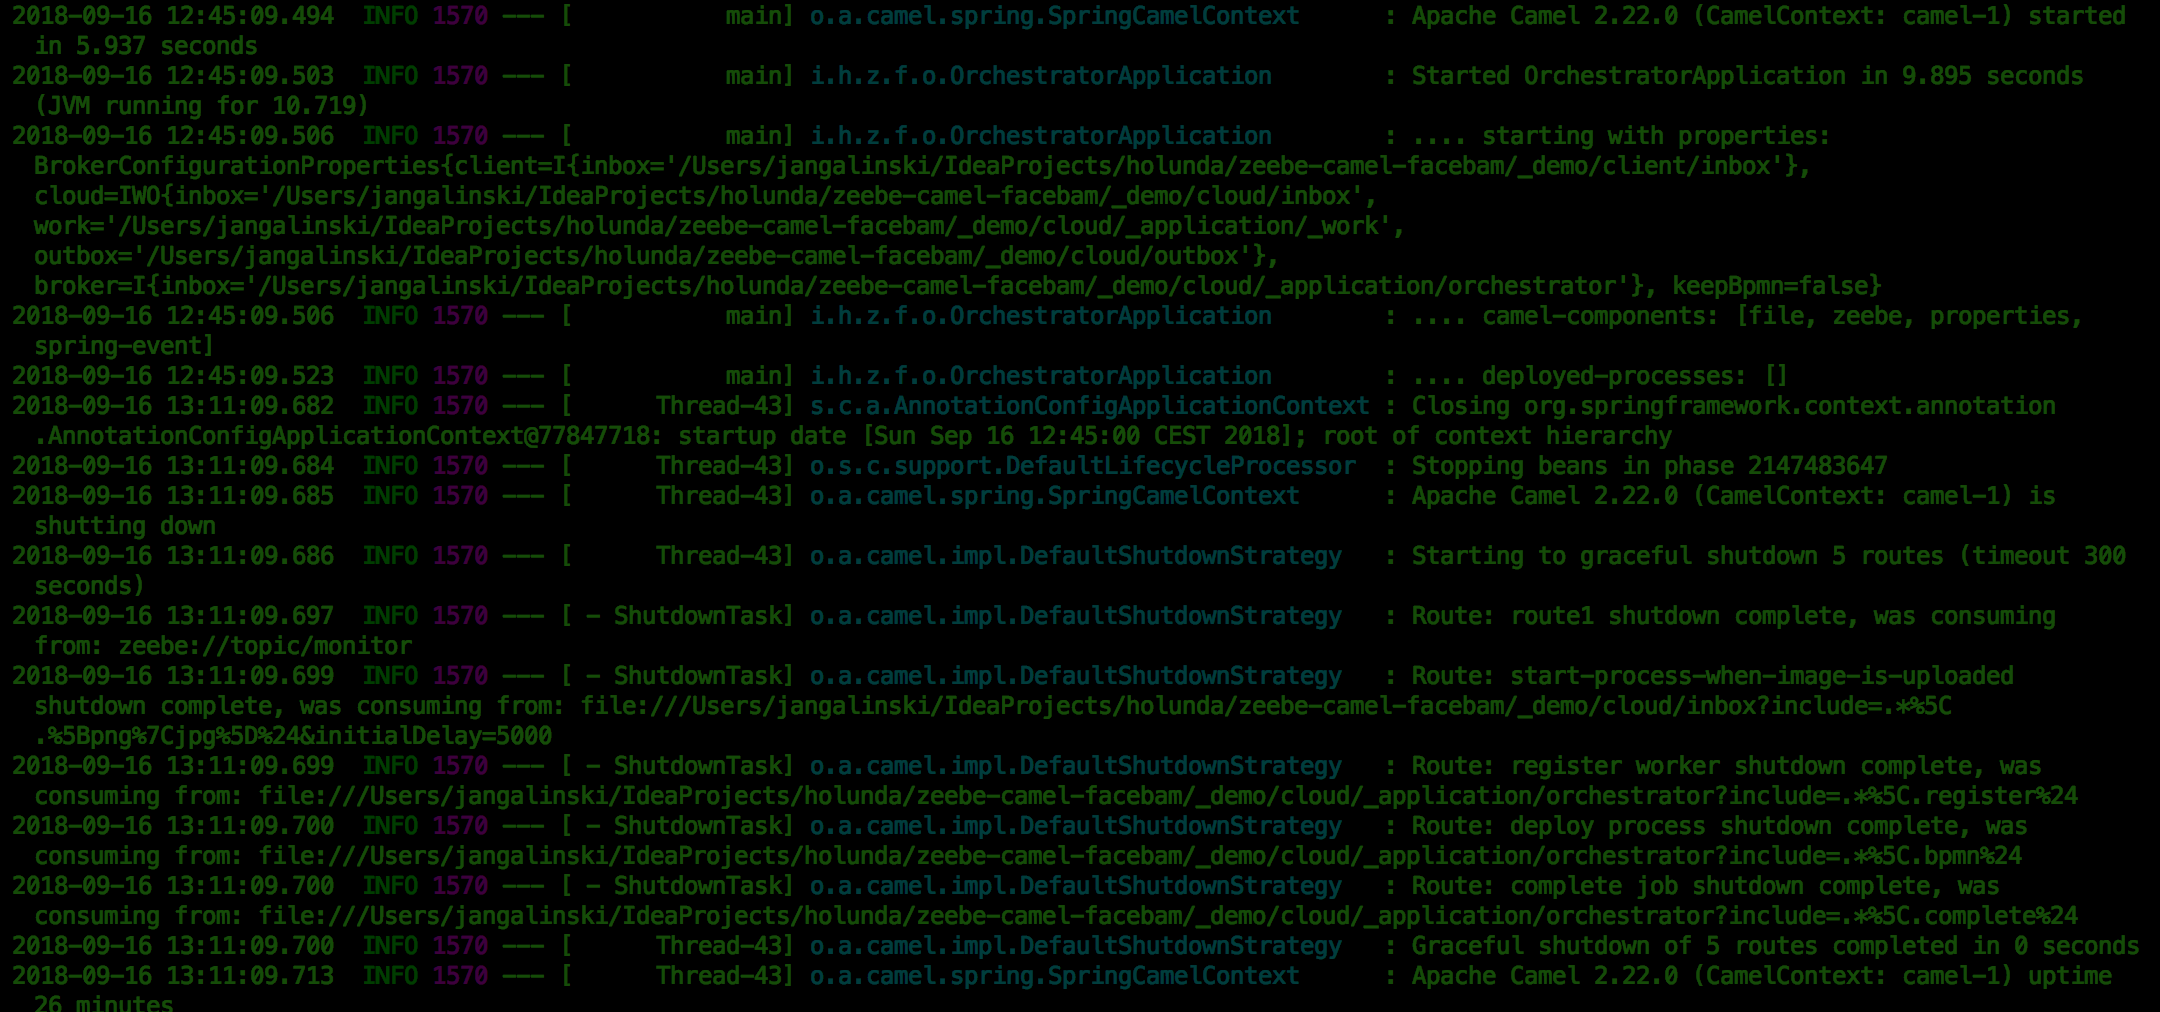 2018-09-16 12:45:09.494  INFO 1570 --- [           main] o.a.camel.spring.SpringCamelContext      : Apache Camel 2.22.0 (CamelContext: camel-1) started
in 5.937 seconds
2018-09-16 12:45:09.503  INFO 1570 --- [           main] i.h.z.f.o.OrchestratorApplication        : Started OrchestratorApplication in 9.895 seconds
(JVM running for 10.719)
2018-09-16 12:45:09.506  INFO 1570 --- [           main] i.h.z.f.o.OrchestratorApplication        : .... starting with properties:
BrokerConfigurationProperties{client=I{inbox='/Users/jangalinski/IdeaProjects/holunda/zeebe-camel-facebam/_demo/client/inbox'},
cloud=IWO{inbox='/Users/jangalinski/IdeaProjects/holunda/zeebe-camel-facebam/_demo/cloud/inbox',
work='/Users/jangalinski/IdeaProjects/holunda/zeebe-camel-facebam/_demo/cloud/_application/_work',
outbox='/Users/jangalinski/IdeaProjects/holunda/zeebe-camel-facebam/_demo/cloud/outbox'},
broker=I{inbox='/Users/jangalinski/IdeaProjects/holunda/zeebe-camel-facebam/_demo/cloud/_application/orchestrator'}, keepBpmn=false}
2018-09-16 12:45:09.506  INFO 1570 --- [           main] i.h.z.f.o.OrchestratorApplication        : .... camel-components: [file, zeebe, properties,
spring-event]
2018-09-16 12:45:09.523  INFO 1570 --- [           main] i.h.z.f.o.OrchestratorApplication        : .... deployed-processes: []
2018-09-16 13:11:09.682  INFO 1570 --- [      Thread-43] s.c.a.AnnotationConfigApplicationContext : Closing org.springframework.context.annotation
.AnnotationConfigApplicationContext@77847718: startup date [Sun Sep 16 12:45:00 CEST 2018]; root of context hierarchy
2018-09-16 13:11:09.684  INFO 1570 --- [      Thread-43] o.s.c.support.DefaultLifecycleProcessor  : Stopping beans in phase 2147483647
2018-09-16 13:11:09.685  INFO 1570 --- [      Thread-43] o.a.camel.spring.SpringCamelContext      : Apache Camel 2.22.0 (CamelContext: camel-1) is
shutting down
2018-09-16 13:11:09.686  INFO 1570 --- [      Thread-43] o.a.camel.impl.DefaultShutdownStrategy   : Starting to graceful shutdown 5 routes (timeout 300
seconds)
2018-09-16 13:11:09.697  INFO 1570 --- [ - ShutdownTask] o.a.camel.impl.DefaultShutdownStrategy   : Route: route1 shutdown complete, was consuming
from: zeebe://topic/monitor
2018-09-16 13:11:09.699  INFO 1570 --- [ - ShutdownTask] o.a.camel.impl.DefaultShutdownStrategy   : Route: start-process-when-image-is-uploaded
shutdown complete, was consuming from: file:///Users/jangalinski/IdeaProjects/holunda/zeebe-camel-facebam/_demo/cloud/inbox?include=.*%5C
.%5Bpng%7Cjpg%5D%24&initialDelay=5000
2018-09-16 13:11:09.699  INFO 1570 --- [ - ShutdownTask] o.a.camel.impl.DefaultShutdownStrategy   : Route: register worker shutdown complete, was
consuming from: file:///Users/jangalinski/IdeaProjects/holunda/zeebe-camel-facebam/_demo/cloud/_application/orchestrator?include=.*%5C.register%24
2018-09-16 13:11:09.700  INFO 1570 --- [ - ShutdownTask] o.a.camel.impl.DefaultShutdownStrategy   : Route: deploy process shutdown complete, was
consuming from: file:///Users/jangalinski/IdeaProjects/holunda/zeebe-camel-facebam/_demo/cloud/_application/orchestrator?include=.*%5C.bpmn%24
2018-09-16 13:11:09.700  INFO 1570 --- [ - ShutdownTask] o.a.camel.impl.DefaultShutdownStrategy   : Route: complete job shutdown complete, was
consuming from: file:///Users/jangalinski/IdeaProjects/holunda/zeebe-camel-facebam/_demo/cloud/_application/orchestrator?include=.*%5C.complete%24
2018-09-16 13:11:09.700  INFO 1570 --- [      Thread-43] o.a.camel.impl.DefaultShutdownStrategy   : Graceful shutdown of 5 routes completed in 0 seconds
2018-09-16 13:11:09.713  INFO 1570 --- [      Thread-43] o.a.camel.spring.SpringCamelContext      : Apache Camel 2.22.0 (CamelContext: camel-1) uptime
26 minutes